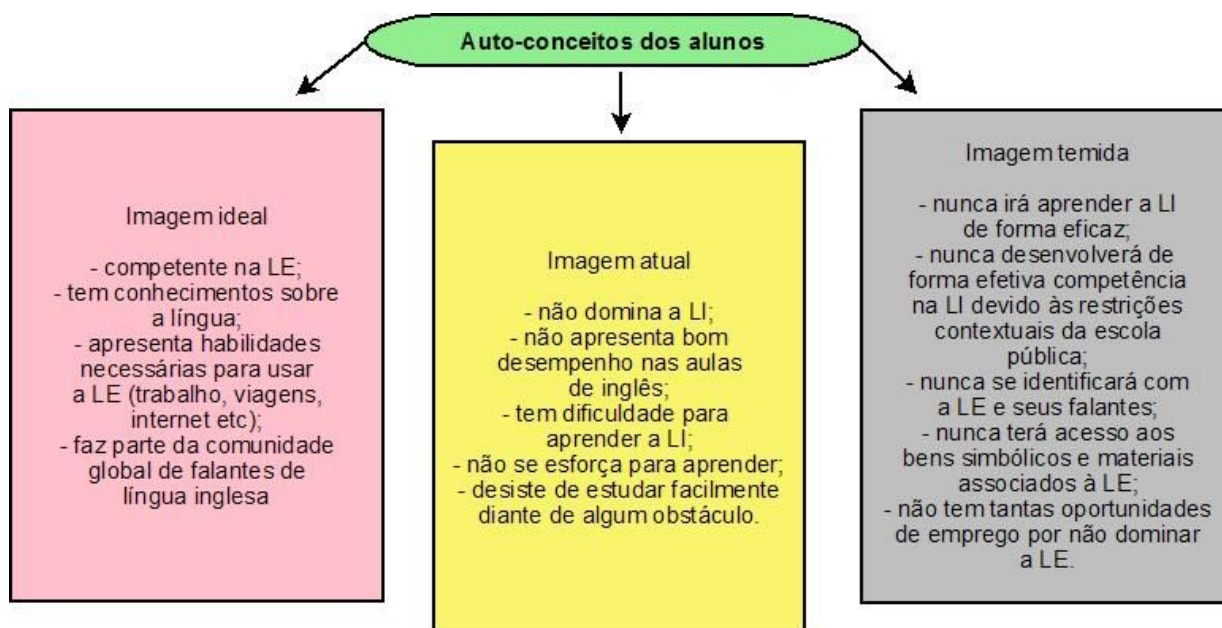 Auto-conceitos dos alunos
Imagem ideal
- competente na LE;
- tem conhecimentos sobre
a língua;
- apresenta habilidades
necessárias para usar
a LE (trabalho, viagens,
internet etc);
- faz parte da comunidade
global de falantes de
língua inglesa
Imagem atual
- não domina a LI;
- não apresenta bom
desempenho nas aulas
de inglês;
- tem dificuldade para
aprender a LI;
- não se esforça para aprender;
- desiste de estudar facilmente
diante de algum obstáculo.
Imagem temida
- nunca irá aprender a LI
de forma eficaz;
- nunca desenvolverá de
forma efetiva competência
na LI devido às restrições
contextuais da escola
pública;
- nunca se identificará com
a LE e seus falantes;
- nunca terá acesso aos
bens simbólicos e materiais
associados à LE;
- não tem tantas oportunidades
de emprego por não dominar
a LE.